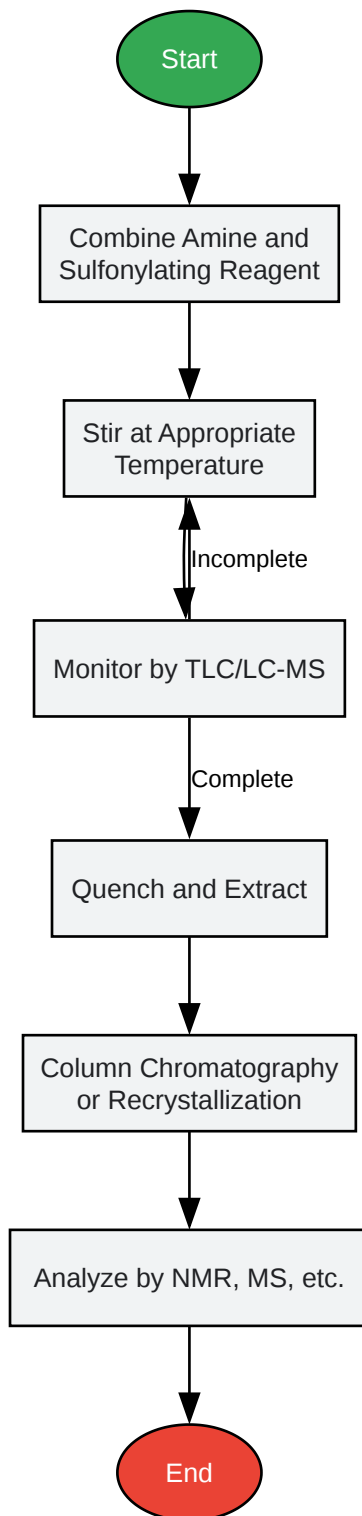 Start
Combine Amine and
Sulfonylating Reagent
Stir at Appropriate
Temperature
Incomplete
Monitor by TLC/LC-MS
Complete
Quench and Extract
Column Chromatography
or Recrystallization
Analyze by NMR, MS, etc.
End